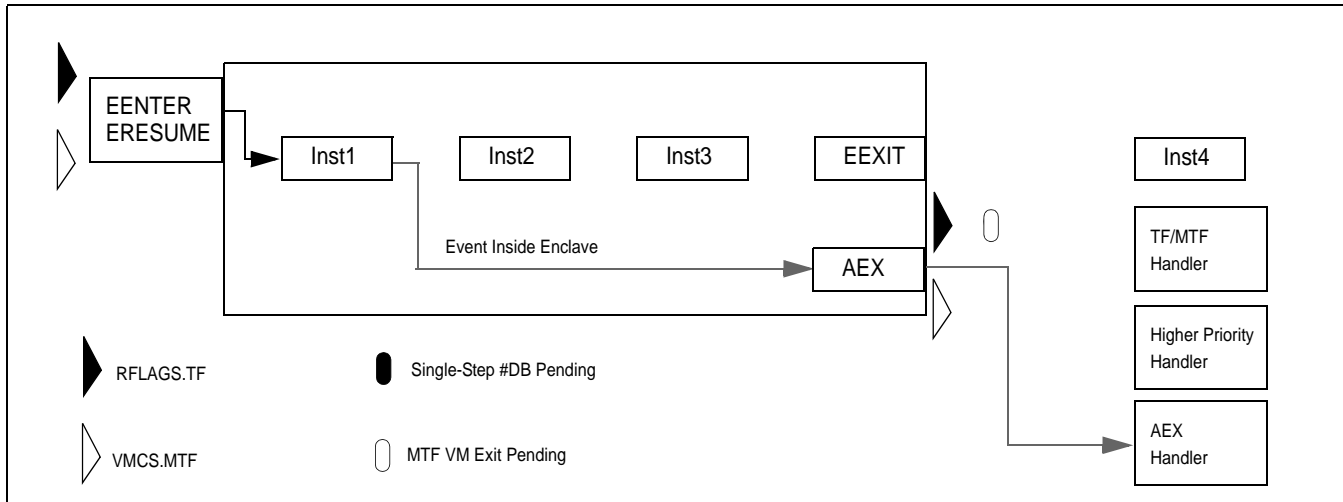 EENTER
ERESUME
Inst1
Inst2
Inst3
EEXIT
Inst4
Event Inside Enclave
AEX
TF/MTF
Handler
Higher Priority
Handler
AEX
Handler
RFLAGS.TF
Single-Step #DB Pending
VMCS.MTF
MTF VM Exit Pending